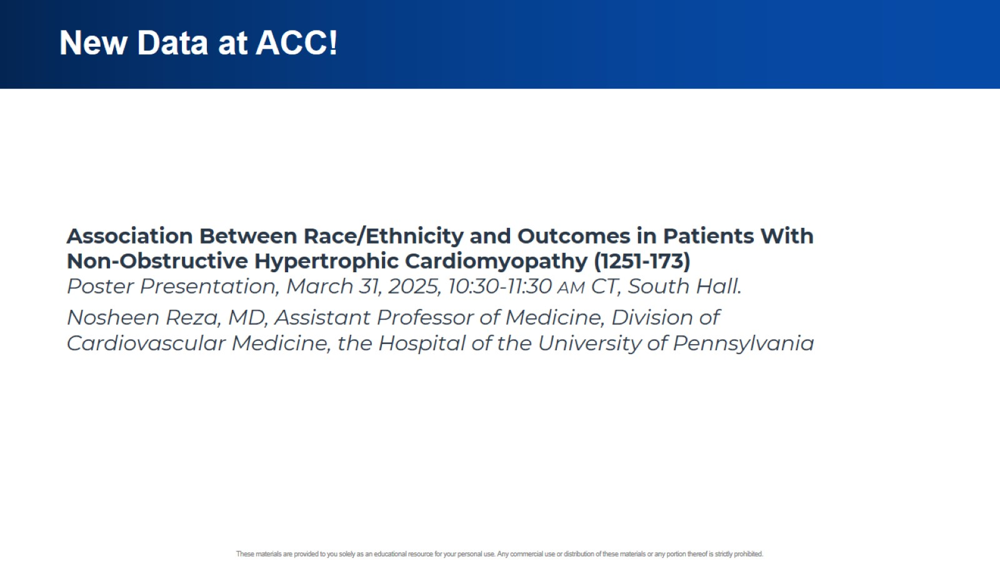 New Data at ACC!
Association Between Race/Ethnicity and Outcomes in Patients With
Non-Obstructive Hypertrophic Cardiomyopathy (1251-173)
Poster Presentation, March 31, 2025, 10:30-11:30 AM CT, South Hall.
Nosheen Reza, MD, Assistant Professor of Medicine, Division of
Cardiovascular Medicine, the Hospital of the University of Pennsylvania
These materials are provided to you solely as an educational resource for your personal use. Any commercial use or distribution of these materials or any portion thereof is strictly prohibited.